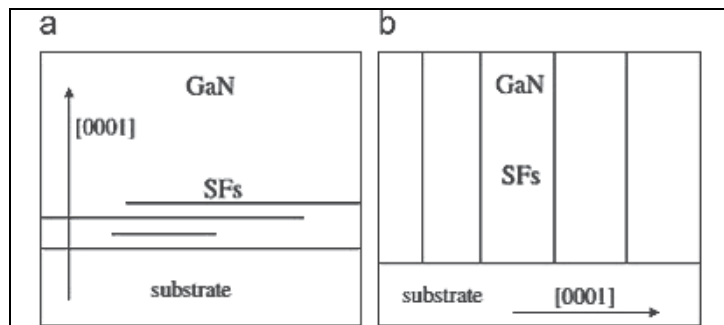 a
GaN
[0001]
SFs
substrate
b
GaN
SFs
substrate
[0001]